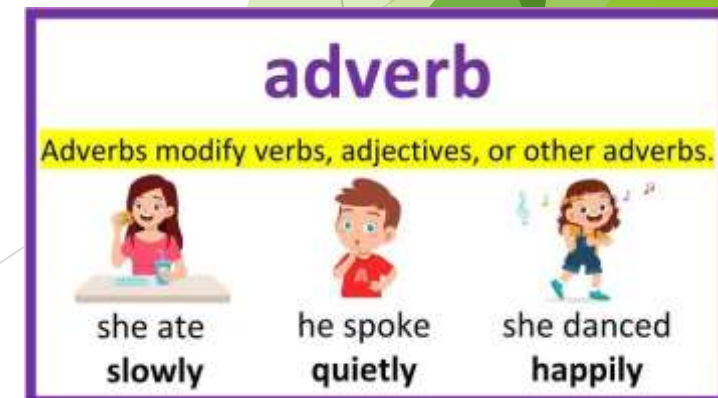 adverb
Adverbs modify verbs, adjectives, or other adverbs.
she ate he spoke she danced
slowly quietly happily
A